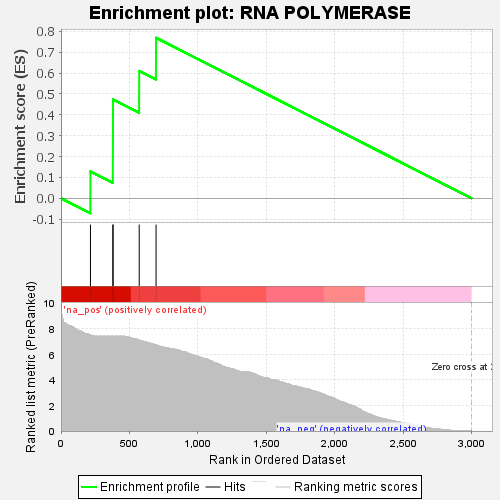 Enrichment plot: RNA POLYMERASE
Enrichment score (ES)
0.8
0.7
0.6
0.5
0.4
0.3
0.2
0.1
0.0
-0.1
Ranked list metric (PreRanked)
10
8
6
4
2
0
'na_pos' (positively correlated)
Zero cross at
'na_neg' (negatively correlated)
0
500
1,000
1,500
2,000
2,500
3,000
Rank in Ordered Dataset
Enrichment profile
Hits
Ranking metric scores